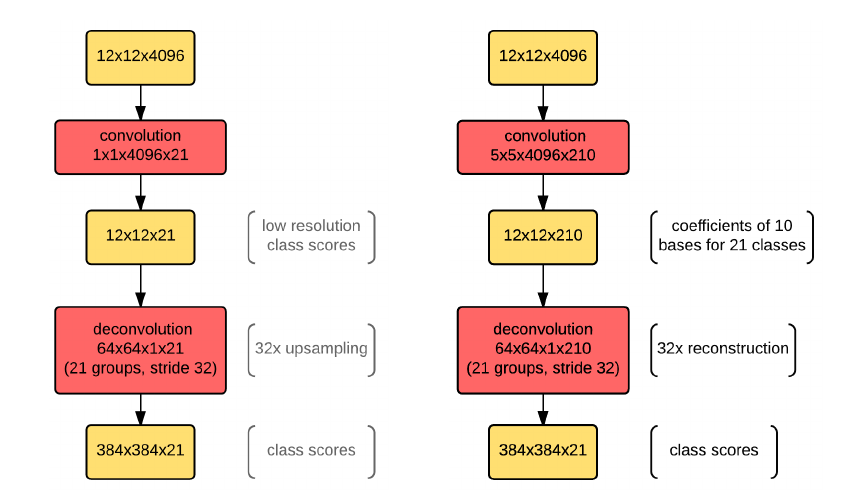 12x12x4096
convolution
1x1x4096x21
12x12x21
low resolution
class scores
deconvolution
64x64x1x21
(21 groups, stride 32)
32x upsampling
384x384x21
class scores
12x12x4096
convolution
5x5x4096x210
12x12x210
coefficients of 10
bases for 21 classes
deconvolution
64x64x1x210
(21 groups, stride 32)
32x reconstruction
384x384x21
class scores